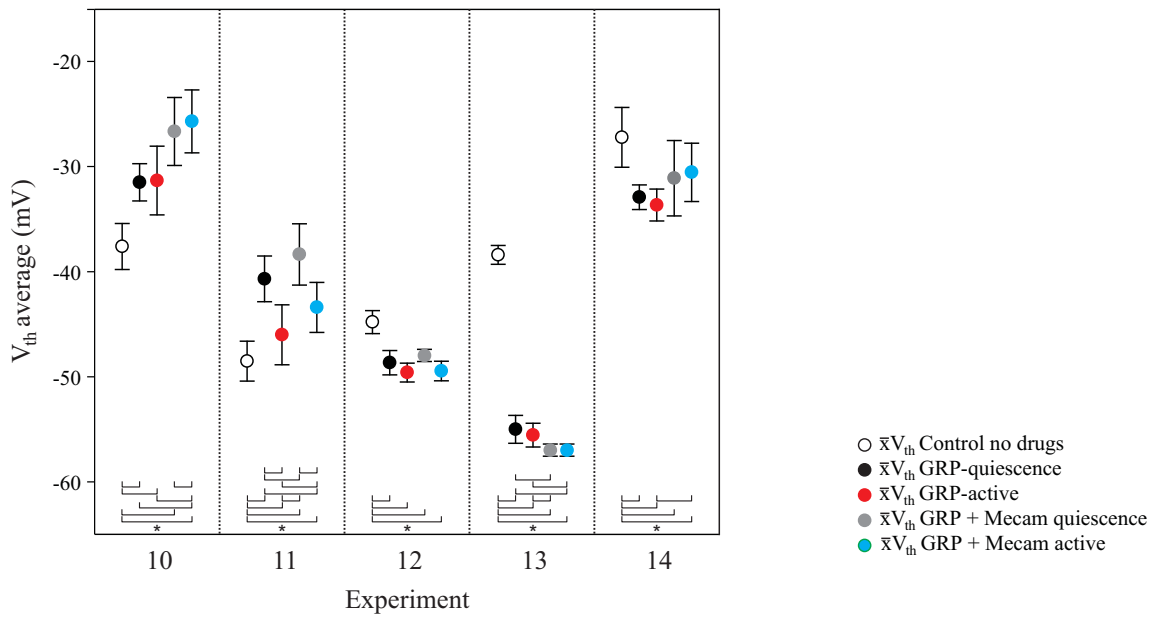 -20
-30
-40
-50
-60
V_th average (mV)
* * * * *
10 11 12 13 14
Experiment
x̄V_th Control no drugs
x̄V_th GRP-quiescence
x̄V_th GRP-active
x̄V_th GRP + Mecam quiescence
x̄V_th GRP + Mecam active